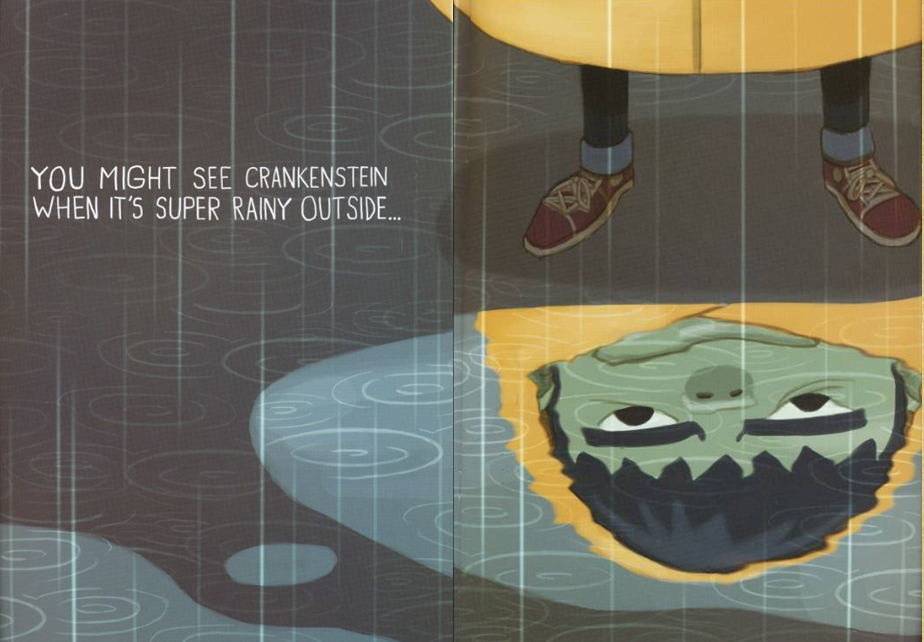 YOU MIGHT SEE CRANKENSTEIN
WHEN IT'S SUPER RAINY OUTSIDE...